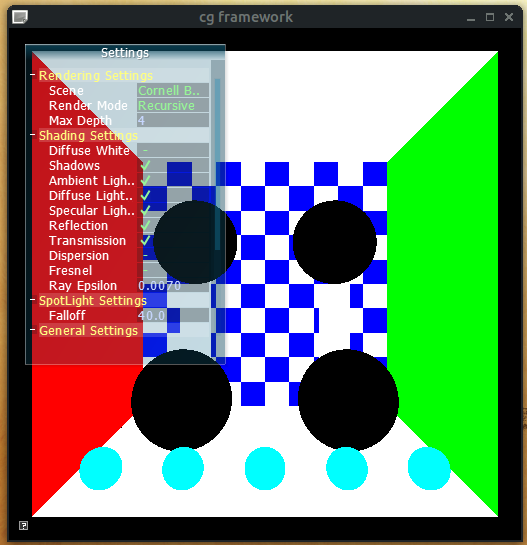 cg framework
Settings
Rendering Settings
Scene Cornell B..
Render Mode Recursive
Max Depth 4
Shading Settings
Diffuse White -
Shadows ✓
Ambient Ligh.. ✓
Diffuse Light.. ✓
Specular Ligh.. ✓
Reflection ✓
Transmission ✓
Dispersion -
Fresnel -
Ray Epsilon 0.0070
SpotLight Settings
Falloff 40.0
General Settings
?